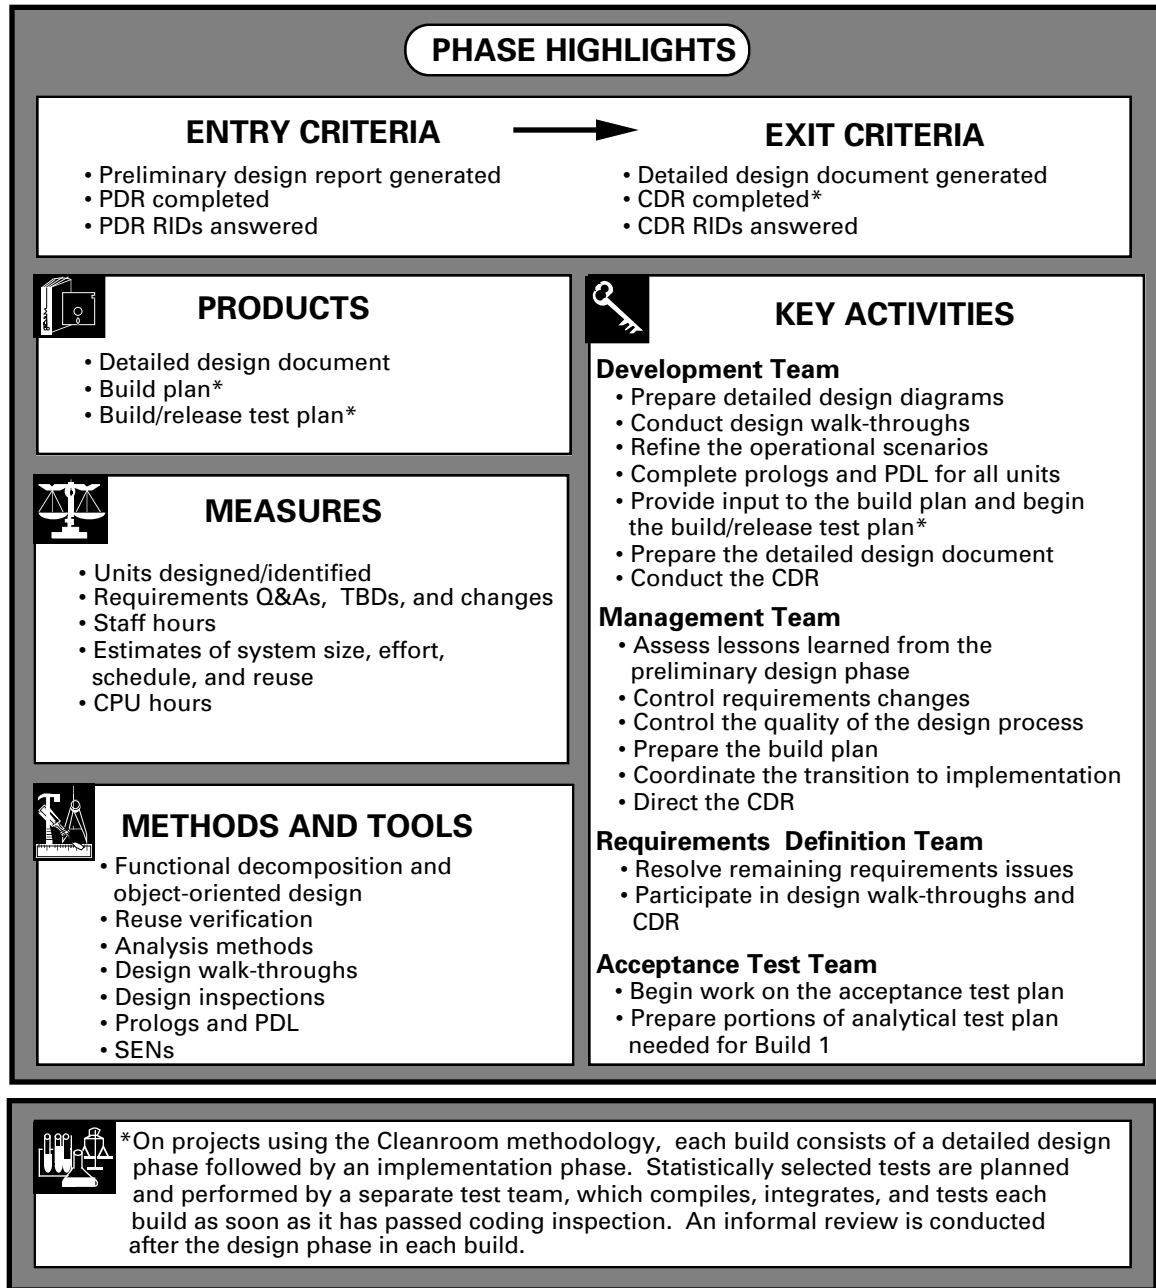 PHASE HIGHLIGHTS
ENTRY CRITERIA
• Preliminary design report generated
• PDR completed
• PDR RIDs answered
EXIT CRITERIA
• Detailed design document generated
• CDR completed*
• CDR RIDs answered
PRODUCTS
• Detailed design document
• Build plan*
• Build/release test plan*
MEASURES
• Units designed/identified
• Requirements Q&As, TBDs, and changes
• Staff hours
• Estimates of system size, effort,
schedule, and reuse
• CPU hours
METHODS AND TOOLS
• Functional decomposition and
object-oriented design
• Reuse verification
• Analysis methods
• Design walk-throughs
• Design inspections
• Prologs and PDL
• SENs
KEY ACTIVITIES
Development Team
• Prepare detailed design diagrams
• Conduct design walk-throughs
• Refine the operational scenarios
• Complete prologs and PDL for all units
• Provide input to the build plan and begin
the build/release test plan*
• Prepare the detailed design document
• Conduct the CDR
Management Team
• Assess lessons learned from the
preliminary design phase
• Control requirements changes
• Control the quality of the design process
• Prepare the build plan
• Coordinate the transition to implementation
• Direct the CDR
Requirements Definition Team
• Resolve remaining requirements issues
• Participate in design walk-throughs and
CDR
Acceptance Test Team
• Begin work on the acceptance test plan
• Prepare portions of analytical test plan
needed for Build 1
*On projects using the Cleanroom methodology, each build consists of a detailed design
phase followed by an implementation phase. Statistically selected tests are planned
and performed by a separate test team, which compiles, integrates, and tests each
build as soon as it has passed coding inspection. An informal review is conducted
after the design phase in each build.